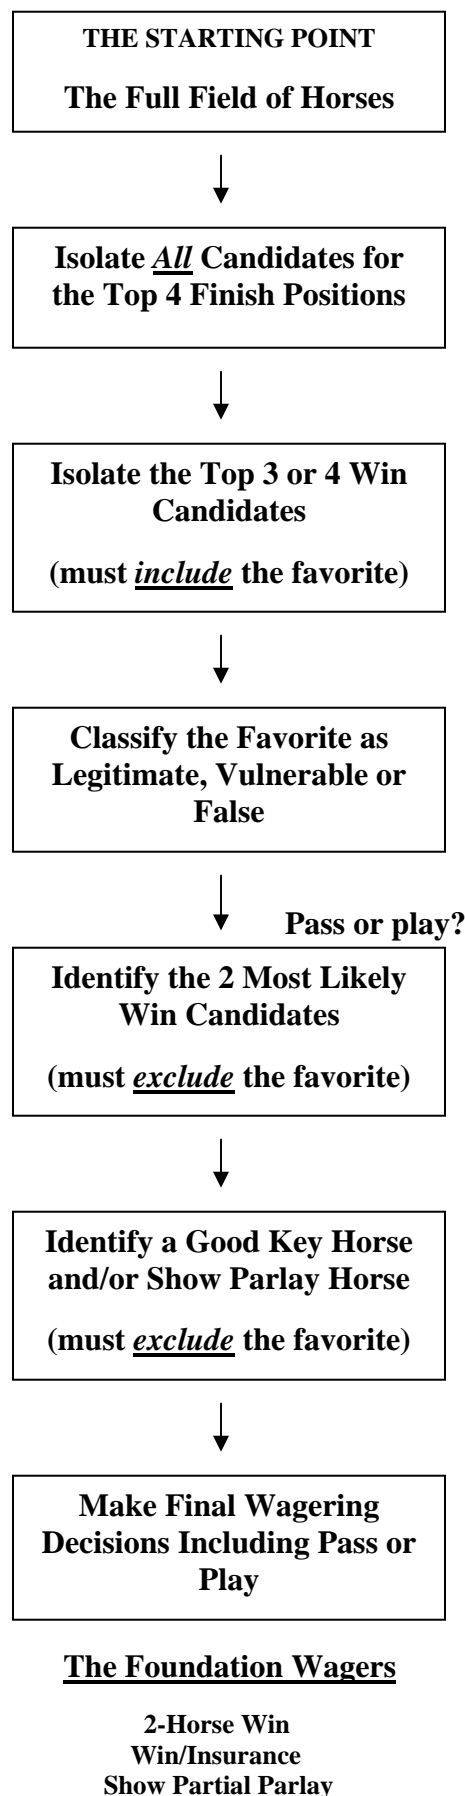 THE STARTING POINT
The Full Field of Horses
Isolate All Candidates for
the Top 4 Finish Positions
Isolate the Top 3 or 4 Win
Candidates
(must include the favorite)
Classify the Favorite as
Legitimate, Vulnerable or
False
Pass or play?
Identify the 2 Most Likely
Win Candidates
(must exclude the favorite)
Identify a Good Key Horse
and/or Show Parlay Horse
(must exclude the favorite)
Make Final Wagering
Decisions Including Pass or
Play
The Foundation Wagers
2-Horse Win
Win/Insurance
Show Partial Parlay